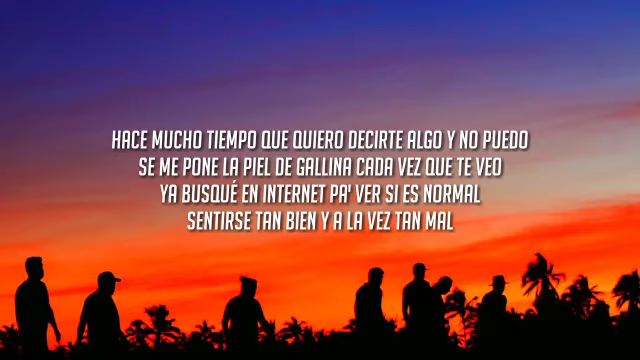 HACE MUCHO TIEMPO QUE QUIERO DECIRTE ALGO Y NO PUEDO
SE ME PONE LA PIEL DE GALLINA CADA VEZ QUE TE VEO
YA BUSQUÉ EN INTERNET PA' VER SI ES NORMAL
SENTIRSE TAN BIEN Y A LA VEZ TAN MAL